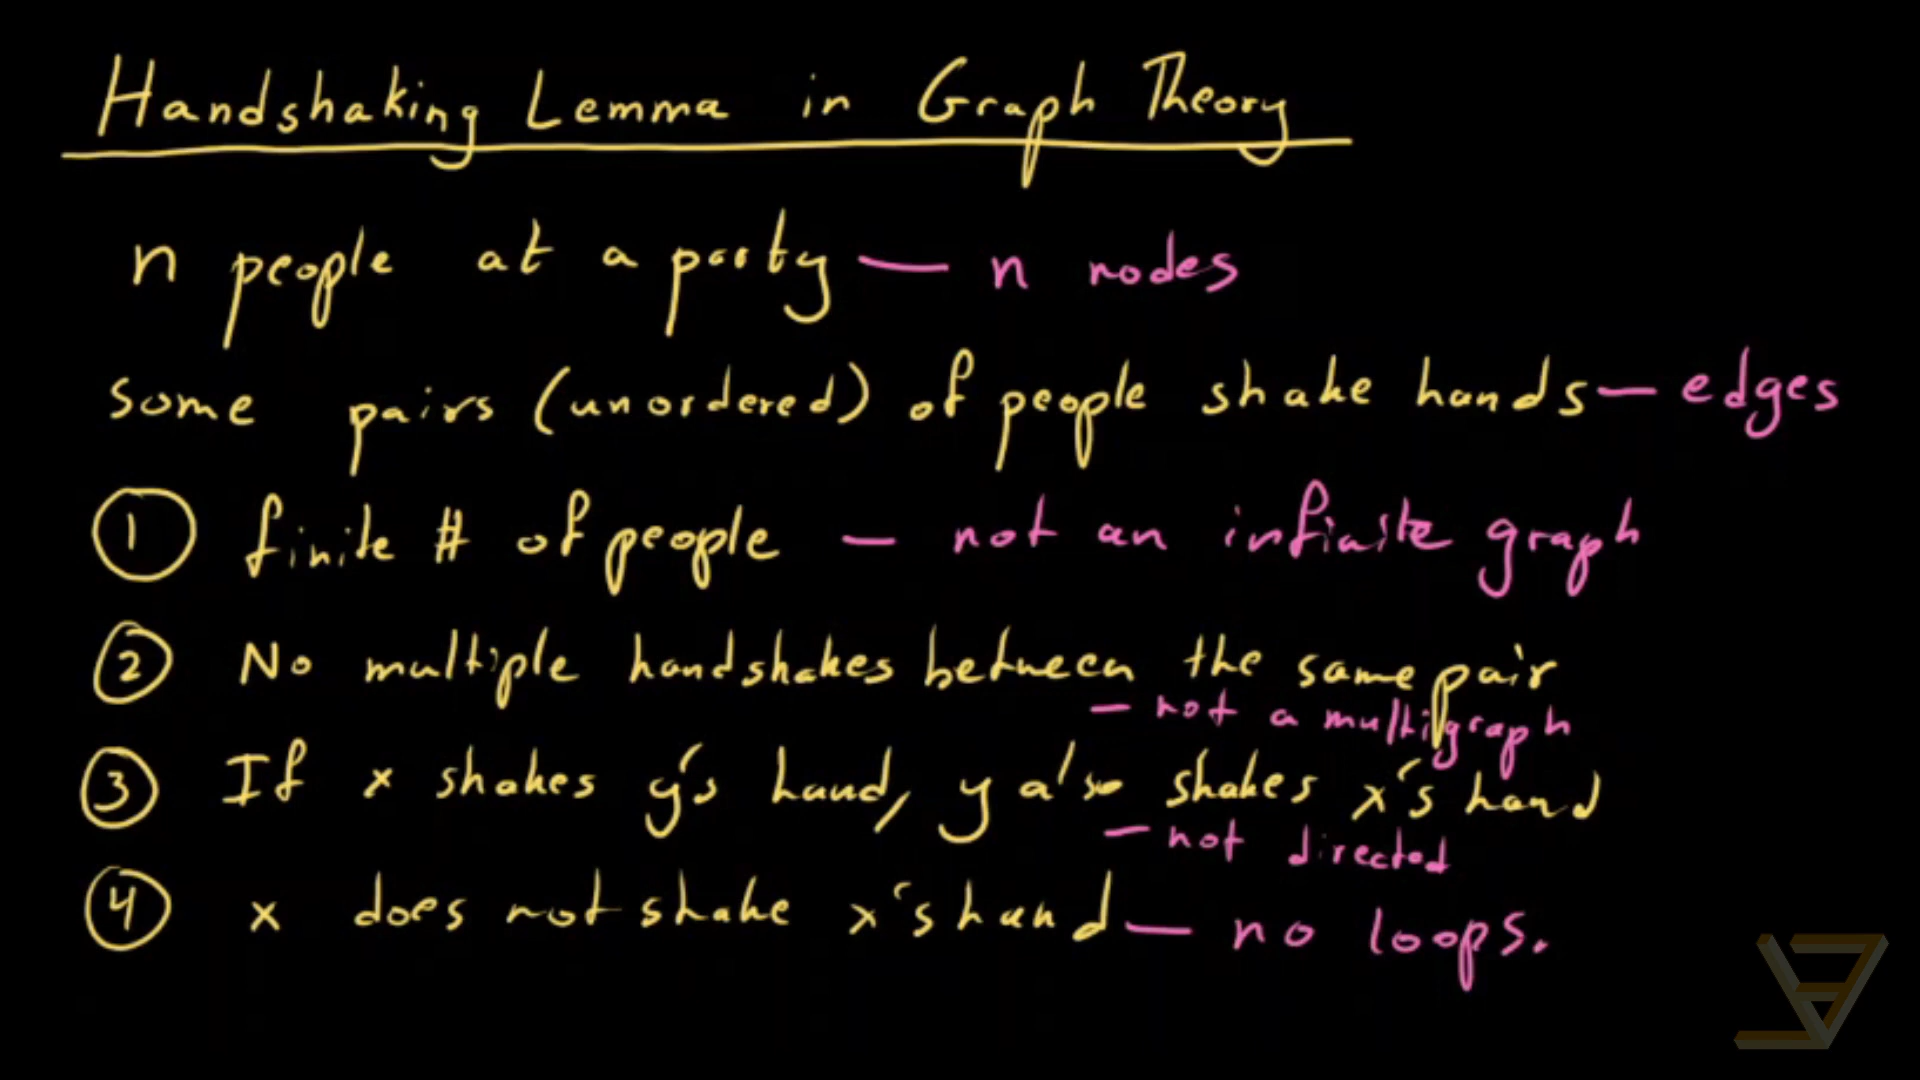 Handshaking Lemma in Graph Theory
n people at a party — n nodes
some pairs (unordered) of people shake hands — edges
① finite # of people — not an infinite graph
② No multiple handshakes between the same pair
— not a multigraph
③ If x shakes y's hand, y also shakes x's hand
— not directed
④ x does not shake x's hand — no loops.